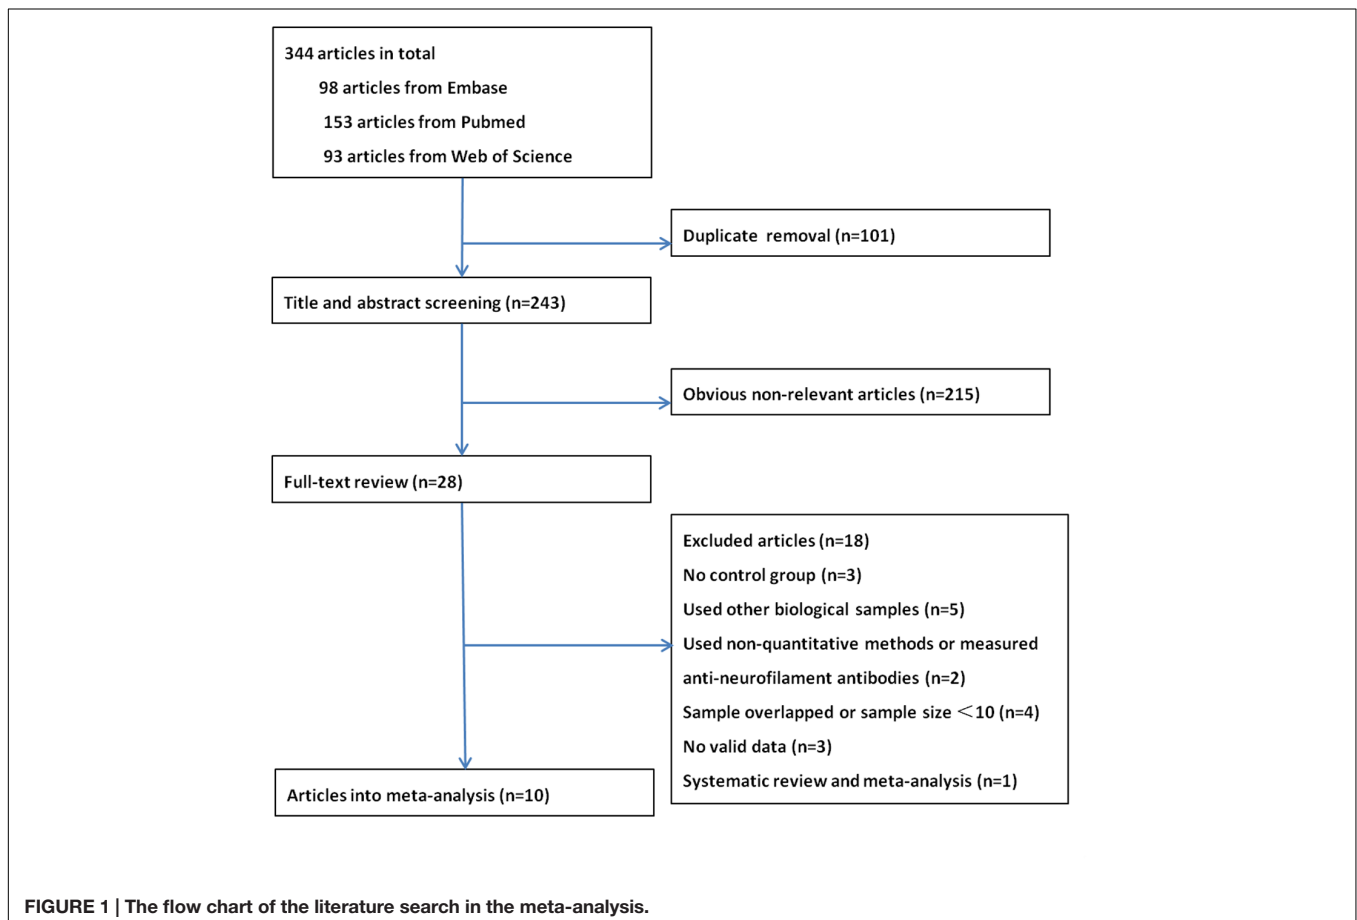 344 articles in total
98 articles from Embase
153 articles from Pubmed
93 articles from Web of Science
Duplicate removal (n=101)
Title and abstract screening (n=243)
Obvious non-relevant articles (n=215)
Full-text review (n=28)
Excluded articles (n=18)
No control group (n=3)
Used other biological samples (n=5)
Used non-quantitative methods or measured
anti-neurofilament antibodies (n=2)
Sample overlapped or sample size <10 (n=4)
No valid data (n=3)
Systematic review and meta-analysis (n=1)
Articles into meta-analysis (n=10)
FIGURE 1 | The flow chart of the literature search in the meta-analysis.